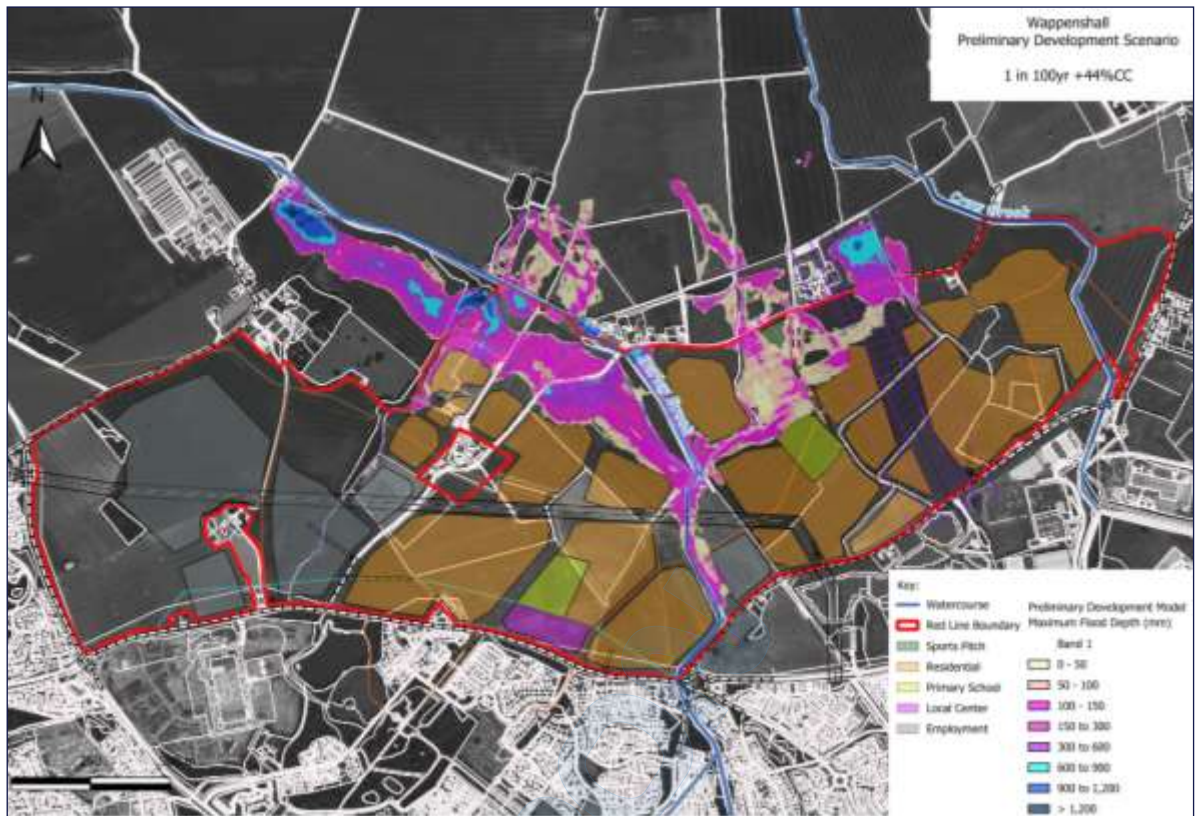 Wappenshall
Preliminary Development Scenario
1 in 100yr +44%CC
N
Key:
Watercourse
Red Line Boundary
Sports Pitch
Residential
Primary School
Local Center
Employment
Preliminary Development Model
Maximum Flood Depth (mm)
Band 1
0 - 50
50 - 100
100 - 150
150 to 300
300 to 600
600 to 900
900 to 1,200
> 1,200